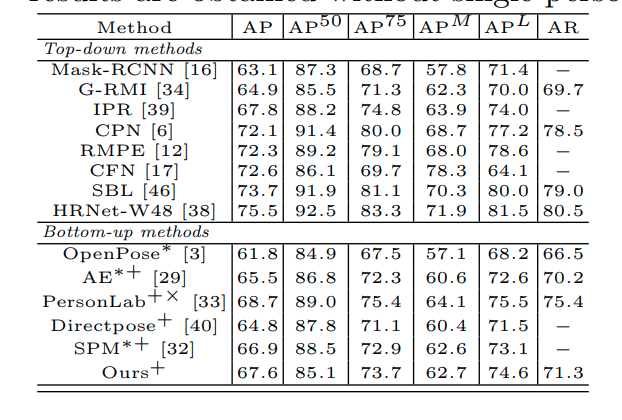 results are obtained without single perso
Method AP AP50 AP75 APM APL AR
Top-down methods
Mask-RCNN [16] 63.1 87.3 68.7 57.8 71.4 –
G-RMI [34] 64.9 85.5 71.3 62.3 70.0 69.7
IPR [39] 67.8 88.2 74.8 63.9 74.0 –
CPN [6] 72.1 91.4 80.0 68.7 77.2 78.5
RMPE [12] 72.3 89.2 79.1 68.0 78.6 –
CFN [17] 72.6 86.1 69.7 78.3 64.1 –
SBL [46] 73.7 91.9 81.1 70.3 80.0 79.0
HRNet-W48 [38] 75.5 92.5 83.3 71.9 81.5 80.5
Bottom-up methods
OpenPose* [3] 61.8 84.9 67.5 57.1 68.2 66.5
AE*+ [29] 65.5 86.8 72.3 60.6 72.6 70.2
PersonLab+× [33] 68.7 89.0 75.4 64.1 75.5 75.4
Directpose+ [40] 64.8 87.8 71.1 60.4 71.5 –
SPM*+ [32] 66.9 88.5 72.9 62.6 73.1 –
Ours+ 67.6 85.1 73.7 62.7 74.6 71.3